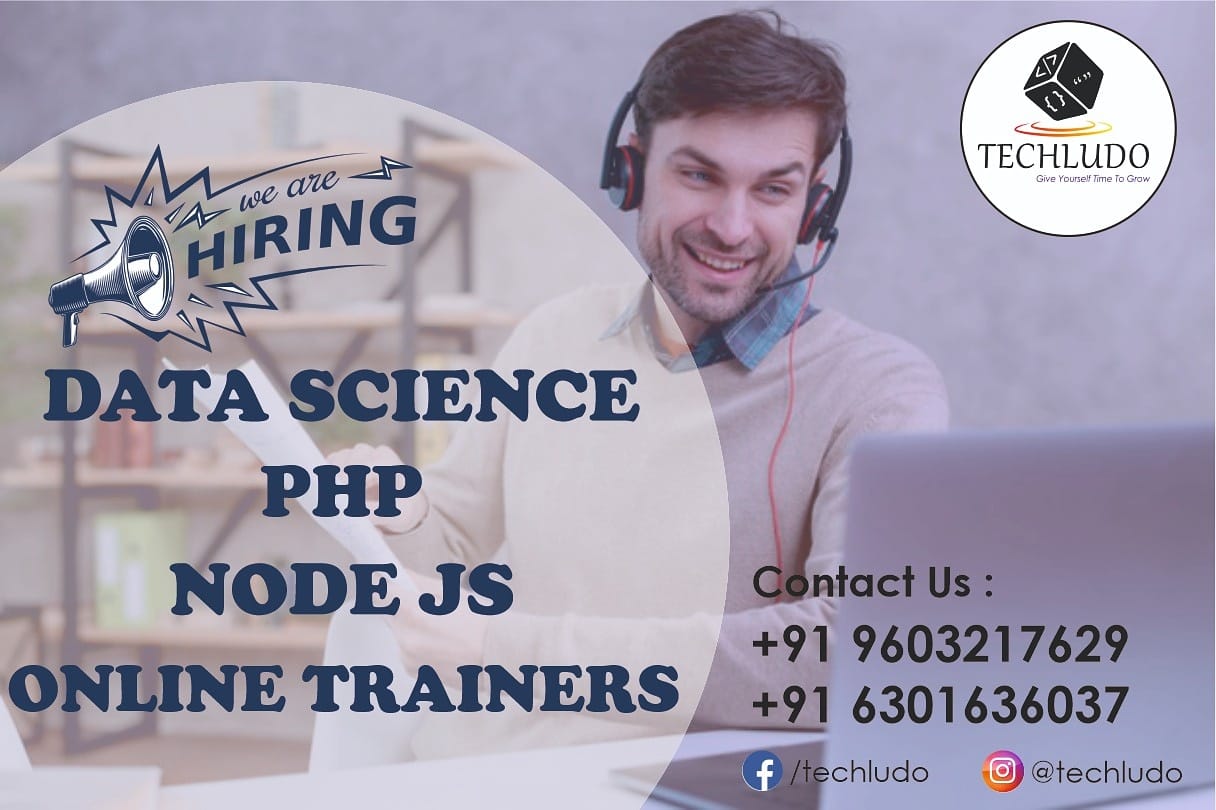 we are
HIRING
DATA SCIENCE
PHP
NODE JS
ONLINE TRAINERS
</> “ ”
{}
TECHLUDO
Give Yourself Time To Grow
Contact Us :
+91 9603217629
+91 6301636037
/techludo @techludo